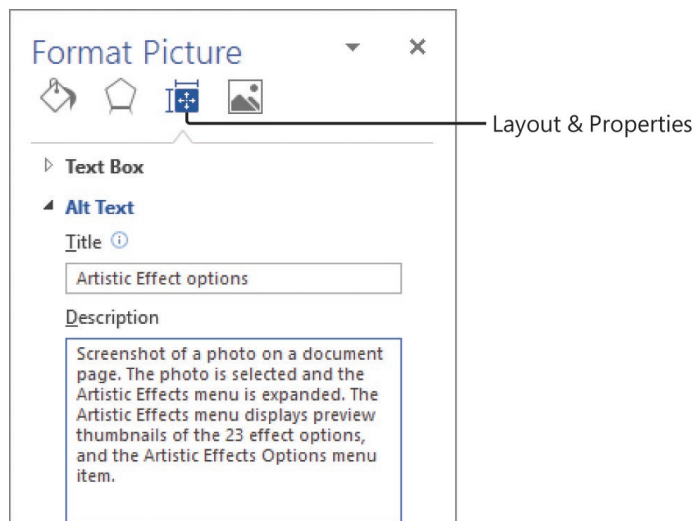 Format Picture
Layout & Properties
Text Box
Alt Text
Title
Artistic Effect options
Description
Screenshot of a photo on a document
page. The photo is selected and the
Artistic Effects menu is expanded. The
Artistic Effects menu displays preview
thumbnails of the 23 effect options,
and the Artistic Effects Options menu
item.